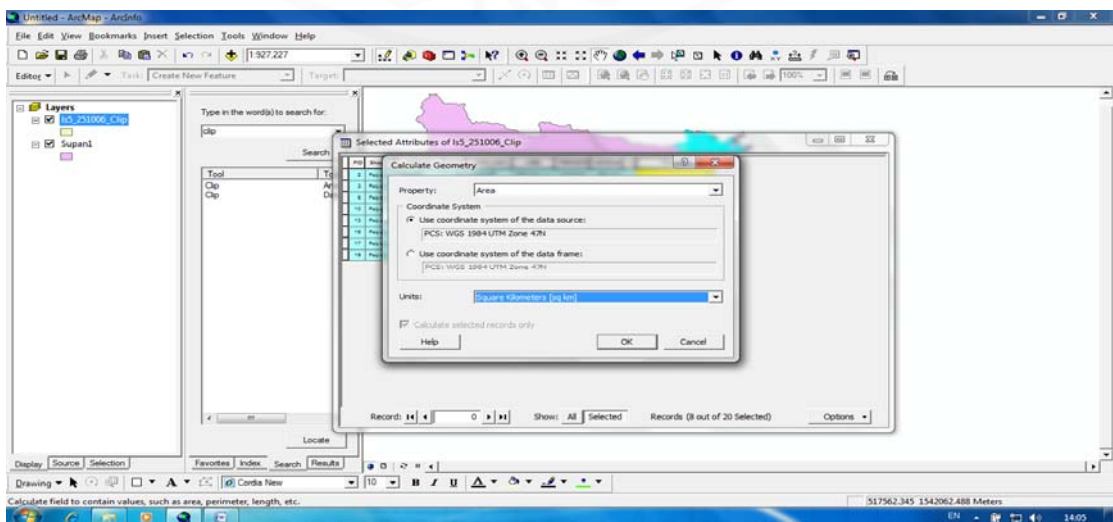 Untitled - ArcMap - ArcInfo
File Edit View Bookmarks Insert Selection Tools Window Help
1:927,227
Editor Task: Create New Feature Target:
100%
Layers
ls5_251006_Clip
Supan1
Type in the word(s) to search for:
clip
Search
Tool
Clip
Clip
Locate
Selected Attributes of ls5_251006_Clip
FID
Calculate Geometry
Property: Area
Coordinate System
Use coordinate system of the data source:
PCS: WGS 1984 UTM Zone 47N
Use coordinate system of the data frame:
PCS: WGS 1984 UTM Zone 47N
Units: Square Kilometers [sq km]
Calculate selected records only
Help OK Cancel
Record: 0 Show: All Selected Records (8 out of 20 Selected) Options
Display Source Selection
Favorites Index Search Results
Drawing A Cordia New 10 B I U A
Calculate field to contain values, such as area, perimeter, length, etc.
517562.345 1542062.488 Meters
EN 14:05